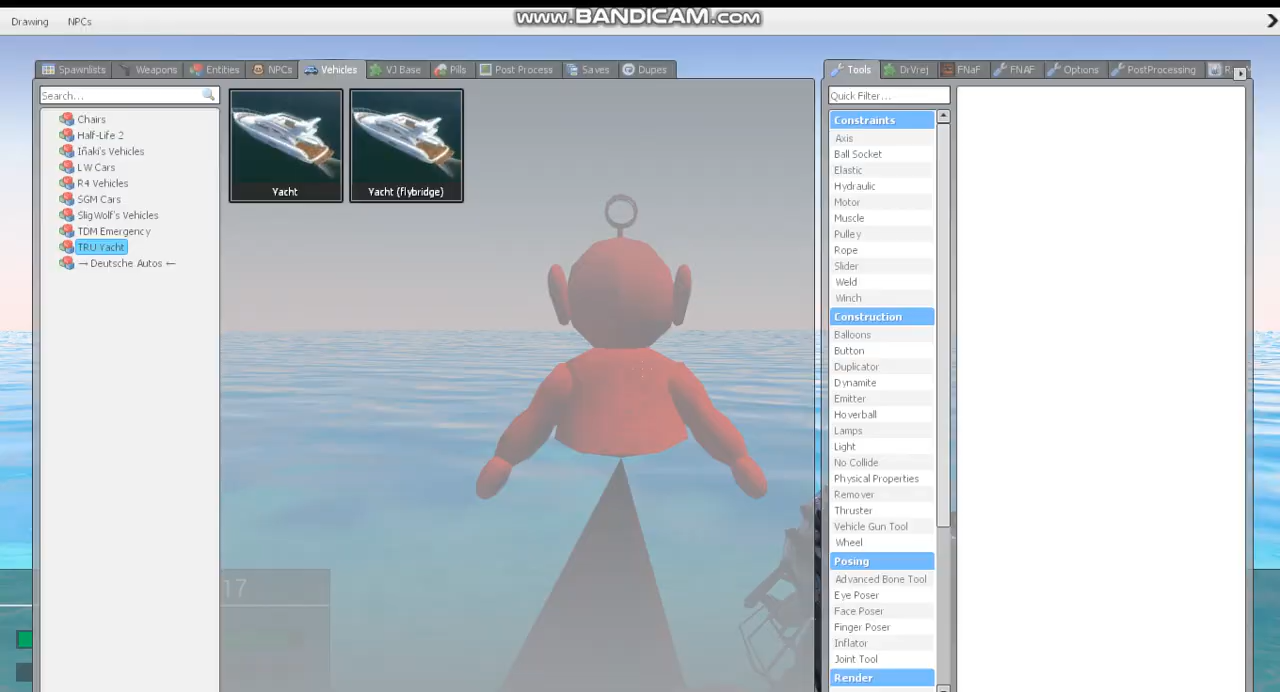 Drawing NPCs
www.BANDICAM.com
Spawnlists Weapons Entities NPCs Vehicles VJ Base Pills Post Process Saves Dupes
Tools DrVrej FNaF FNAF Options PostProcessing
Search...
Chairs
Half-Life 2
Iñaki's Vehicles
LW Cars
R4 Vehicles
SGM Cars
SligWolf's Vehicles
TDM Emergency
TRU Yacht
→ Deutsche Autos ←
Yacht
Yacht (flybridge)
17
Quick Filter...
Constraints
Axis
Ball Socket
Elastic
Hydraulic
Motor
Muscle
Pulley
Rope
Slider
Weld
Winch
Construction
Balloons
Button
Duplicator
Dynamite
Emitter
Hoverball
Lamps
Light
No Collide
Physical Properties
Remover
Thruster
Vehicle Gun Tool
Wheel
Posing
Advanced Bone Tool
Eye Poser
Face Poser
Finger Poser
Inflator
Joint Tool
Render